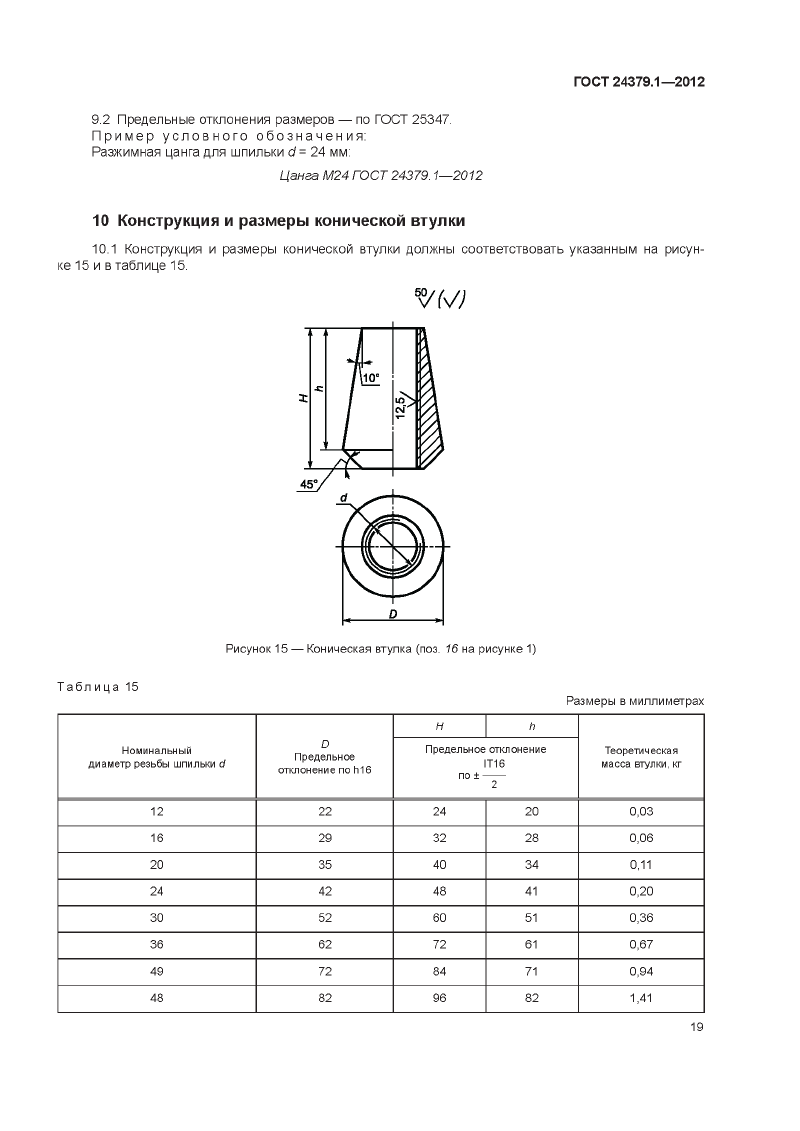 ГОСТ 24379.1—2012
9.2 Предельные отклонения размеров — по ГОСТ 25347.
Пример условного обозначения:
Разжимная цанга для шпильки d = 24 мм:
Цанга М24 ГОСТ 24379.1—2012
10 Конструкция и размеры конической втулки
10.1 Конструкция и размеры конической втулки должны соответствовать указанным на рисун-
ке 15 и в таблице 15.
50
10°
H
h
12,5
45°
d
D
Рисунок 15 — Коническая втулка (поз. 16 на рисунке 1)
Таблица 15
Размеры в миллиметрах
Номинальный
диаметр резьбы шпильки d
D
Предельное
отклонение по h16
H
h
Предельное отклонение
по ± IT16
2
Теоретическая
масса втулки, кг
12 22 24 20 0,03
16 29 32 28 0,06
20 35 40 34 0,11
24 42 48 41 0,20
30 52 60 51 0,36
36 62 72 61 0,67
49 72 84 71 0,94
48 82 96 82 1,41
19